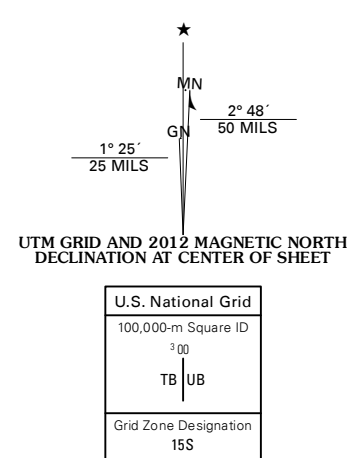 ★
MN
2° 48´
50 MILS
GN
1° 25´
25 MILS
UTM GRID AND 2012 MAGNETIC NORTH
DECLINATION AT CENTER OF SHEET
U.S. National Grid
100,000-m Square ID
³00
TB UB
Grid Zone Designation
15S